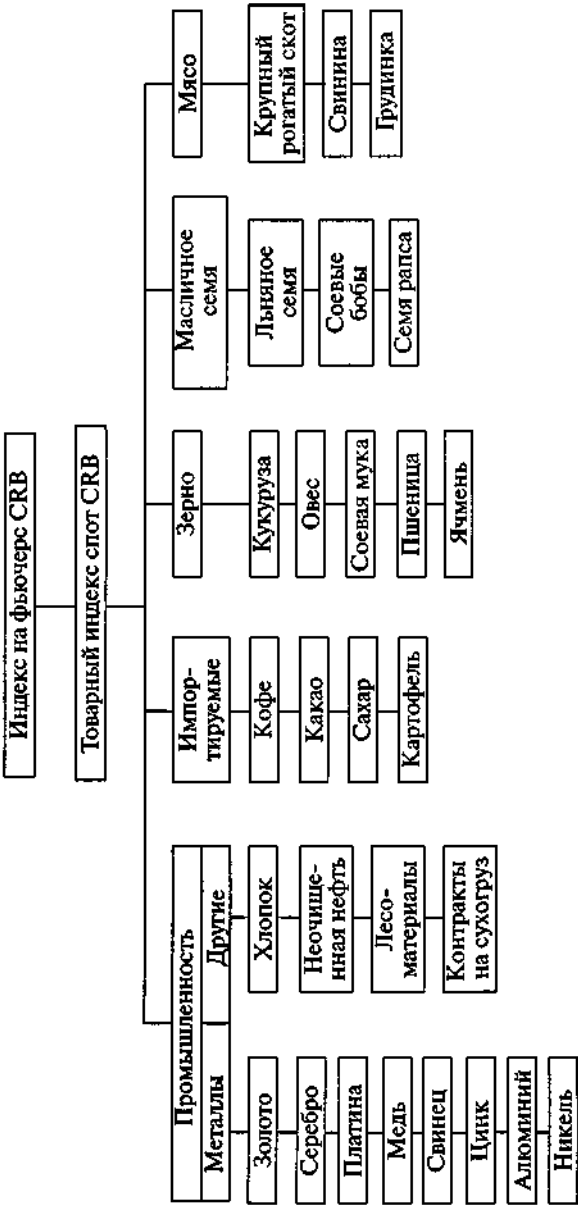 Индекс на фьючерс CRB
Товарный индекс спот CRB
Промышленность
Металлы
Другие
Золото
Серебро
Платина
Медь
Свинец
Цинк
Алюминий
Никель
Хлопок
Неочище-
нная нефть
Лесо-
материалы
Контракты
на сухогруз
Импор-
тируемые
Кофе
Какао
Сахар
Картофель
Зерно
Кукуруза
Овес
Соевая мука
Пшеница
Ячмень
Масличное
семя
Льняное
семя
Соевые
бобы
Семя рапса
Мясо
Крупный
рогатый скот
Свинина
Грудинка